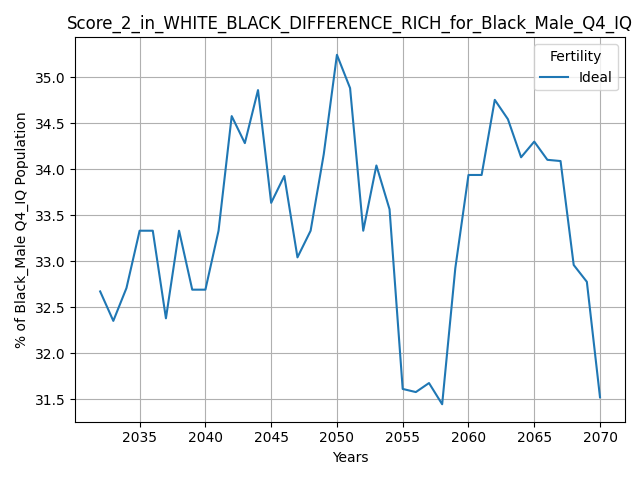 Score_2_in_WHITE_BLACK_DIFFERENCE_RICH_for_Black_Male_Q4_IQ
Fertility
Ideal
% of Black_Male Q4_IQ Population
35.0
34.5
34.0
33.5
33.0
32.5
32.0
31.5
2035 2040 2045 2050 2055 2060 2065 2070
Years